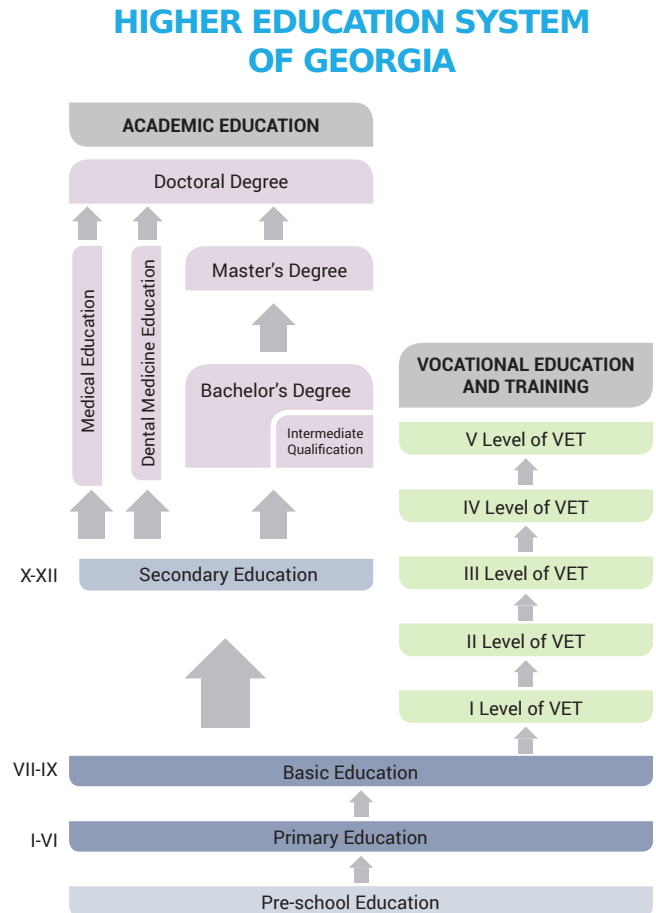 HIGHER EDUCATION SYSTEM
OF GEORGIA
ACADEMIC EDUCATION
Doctoral Degree
Medical Education
Dental Medicine Education
Master's Degree
Bachelor's Degree
Intermediate
Qualification
VOCATIONAL EDUCATION
AND TRAINING
V Level of VET
IV Level of VET
X-XII
Secondary Education
III Level of VET
II Level of VET
I Level of VET
VII-IX
Basic Education
I-VI
Primary Education
Pre-school Education